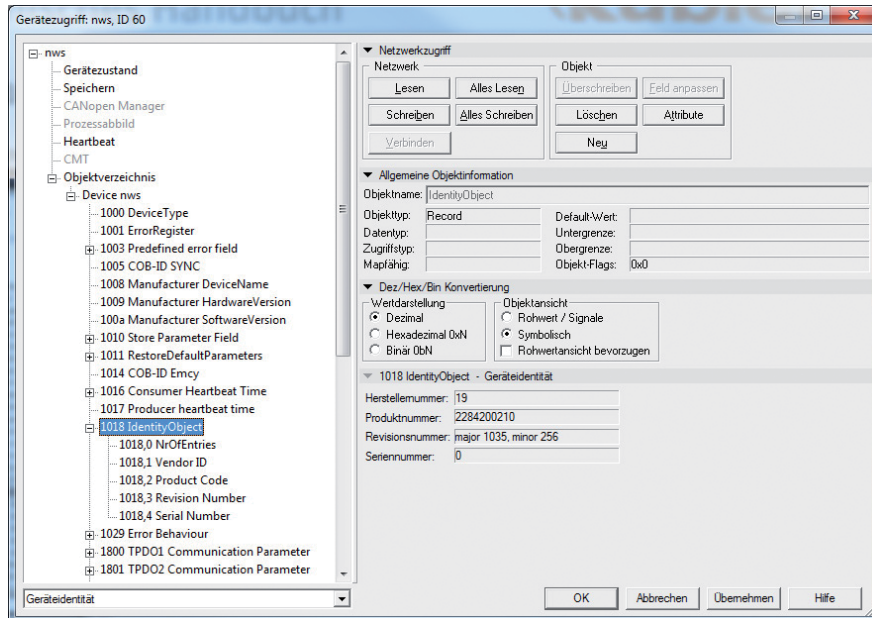 Gerätezugriff: nws, ID 60
nws
Gerätezustand
Speichern
CANopen Manager
Prozessabbild
Heartbeat
CMT
Objektverzeichnis
Device nws
1000 DeviceType
1001 ErrorRegister
1003 Predefined error field
1005 COB-ID SYNC
1008 Manufacturer DeviceName
1009 Manufacturer HardwareVersion
100a Manufacturer SoftwareVersion
1010 Store Parameter Field
1011 RestoreDefaultParameters
1014 COB-ID Emcy
1016 Consumer Heartbeat Time
1017 Producer heartbeat time
1018 IdentityObject
1018,0 NrOfEntries
1018,1 Vendor ID
1018,2 Product Code
1018,3 Revision Number
1018,4 Serial Number
1029 Error Behaviour
1800 TPDO1 Communication Parameter
1801 TPDO2 Communication Parameter
Geräteidentität
Netzwerkzugriff
Netzwerk
Lesen Alles Lesen
Schreiben Alles Schreiben
Verbinden
Objekt
Überschreiben Feld anpassen
Löschen Attribute
Neu
Allgemeine Objektinformation
Objektname: IdentityObject
Objekttyp: Record Default-Wert:
Datentyp: Untergrenze:
Zugriffstyp: Obergrenze:
Mapfähig: Objekt-Flags: 0x0
Dez/Hex/Bin Konvertierung
Wertdarstellung
Dezimal
Hexadezimal 0xN
Binär 0bN
Objektansicht
Rohwert / Signale
Symbolisch
Rohwertansicht bevorzugen
1018 IdentityObject - Geräteidentität
Herstellernummer: 19
Produktnummer: 2284200210
Revisionsnummer: major 1035, minor 256
Seriennummer: 0
OK Abbrechen Übernehmen Hilfe